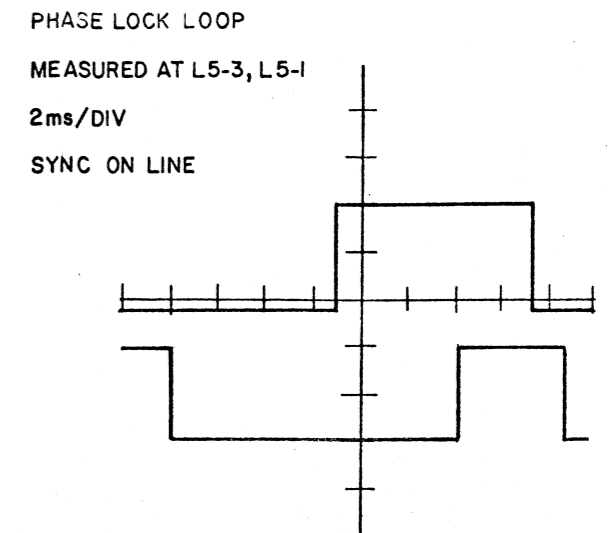 PHASE LOCK LOOP
MEASURED AT L5-3, L5-1
2ms/DIV
SYNC ON LINE